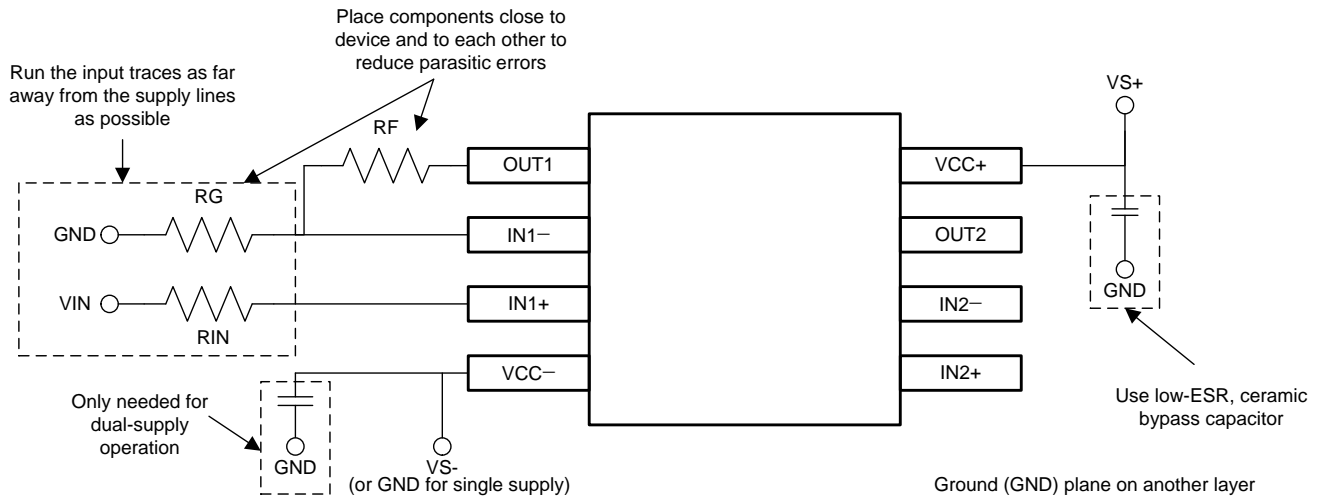 Place components close to
device and to each other to
reduce parasitic errors
Run the input traces as far
away from the supply lines
as possible
VS+
RF
OUT1
VCC+
RG
GND
IN1−
OUT2
VIN
IN1+
IN2−
GND
RIN
VCC−
IN2+
Only needed for
dual-supply
operation
Use low-ESR, ceramic
bypass capacitor
GND
VS-
(or GND for single supply)
Ground (GND) plane on another layer